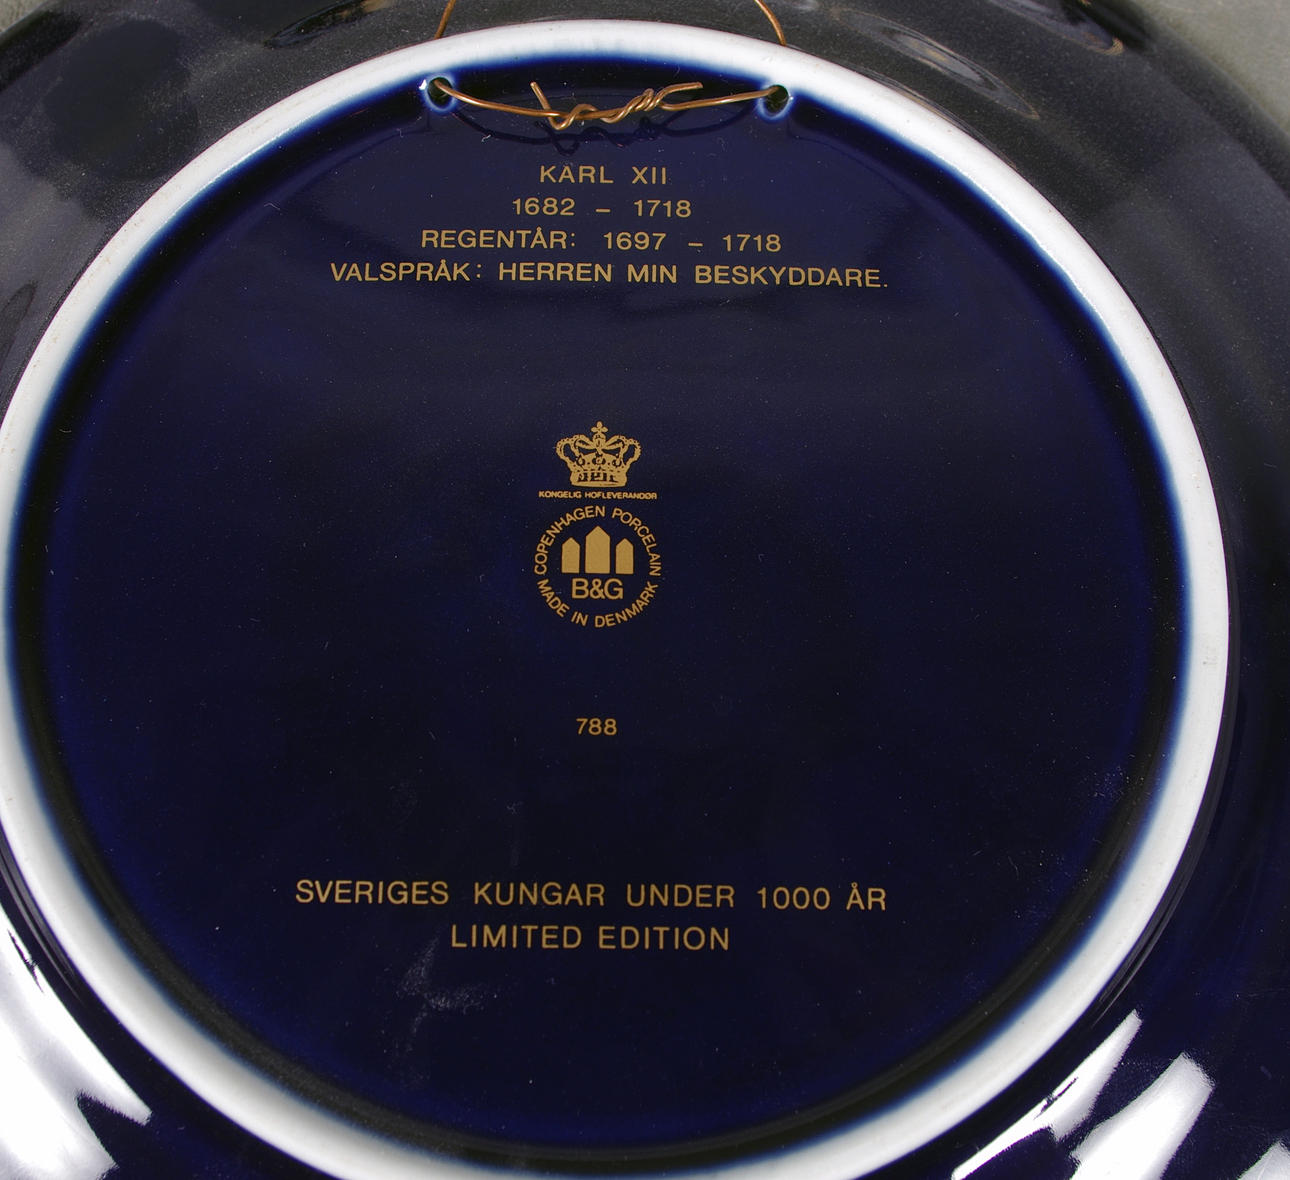 KARL XII
1682 – 1718
REGENTÅR: 1697 – 1718
VALSPRÅK: HERREN MIN BESKYDDARE.
KONGELIG HOFLEVERANDØR
COPENHAGEN PORCELAIN
B&G
MADE IN DENMARK
788
SVERIGES KUNGAR UNDER 1000 ÅR
LIMITED EDITION